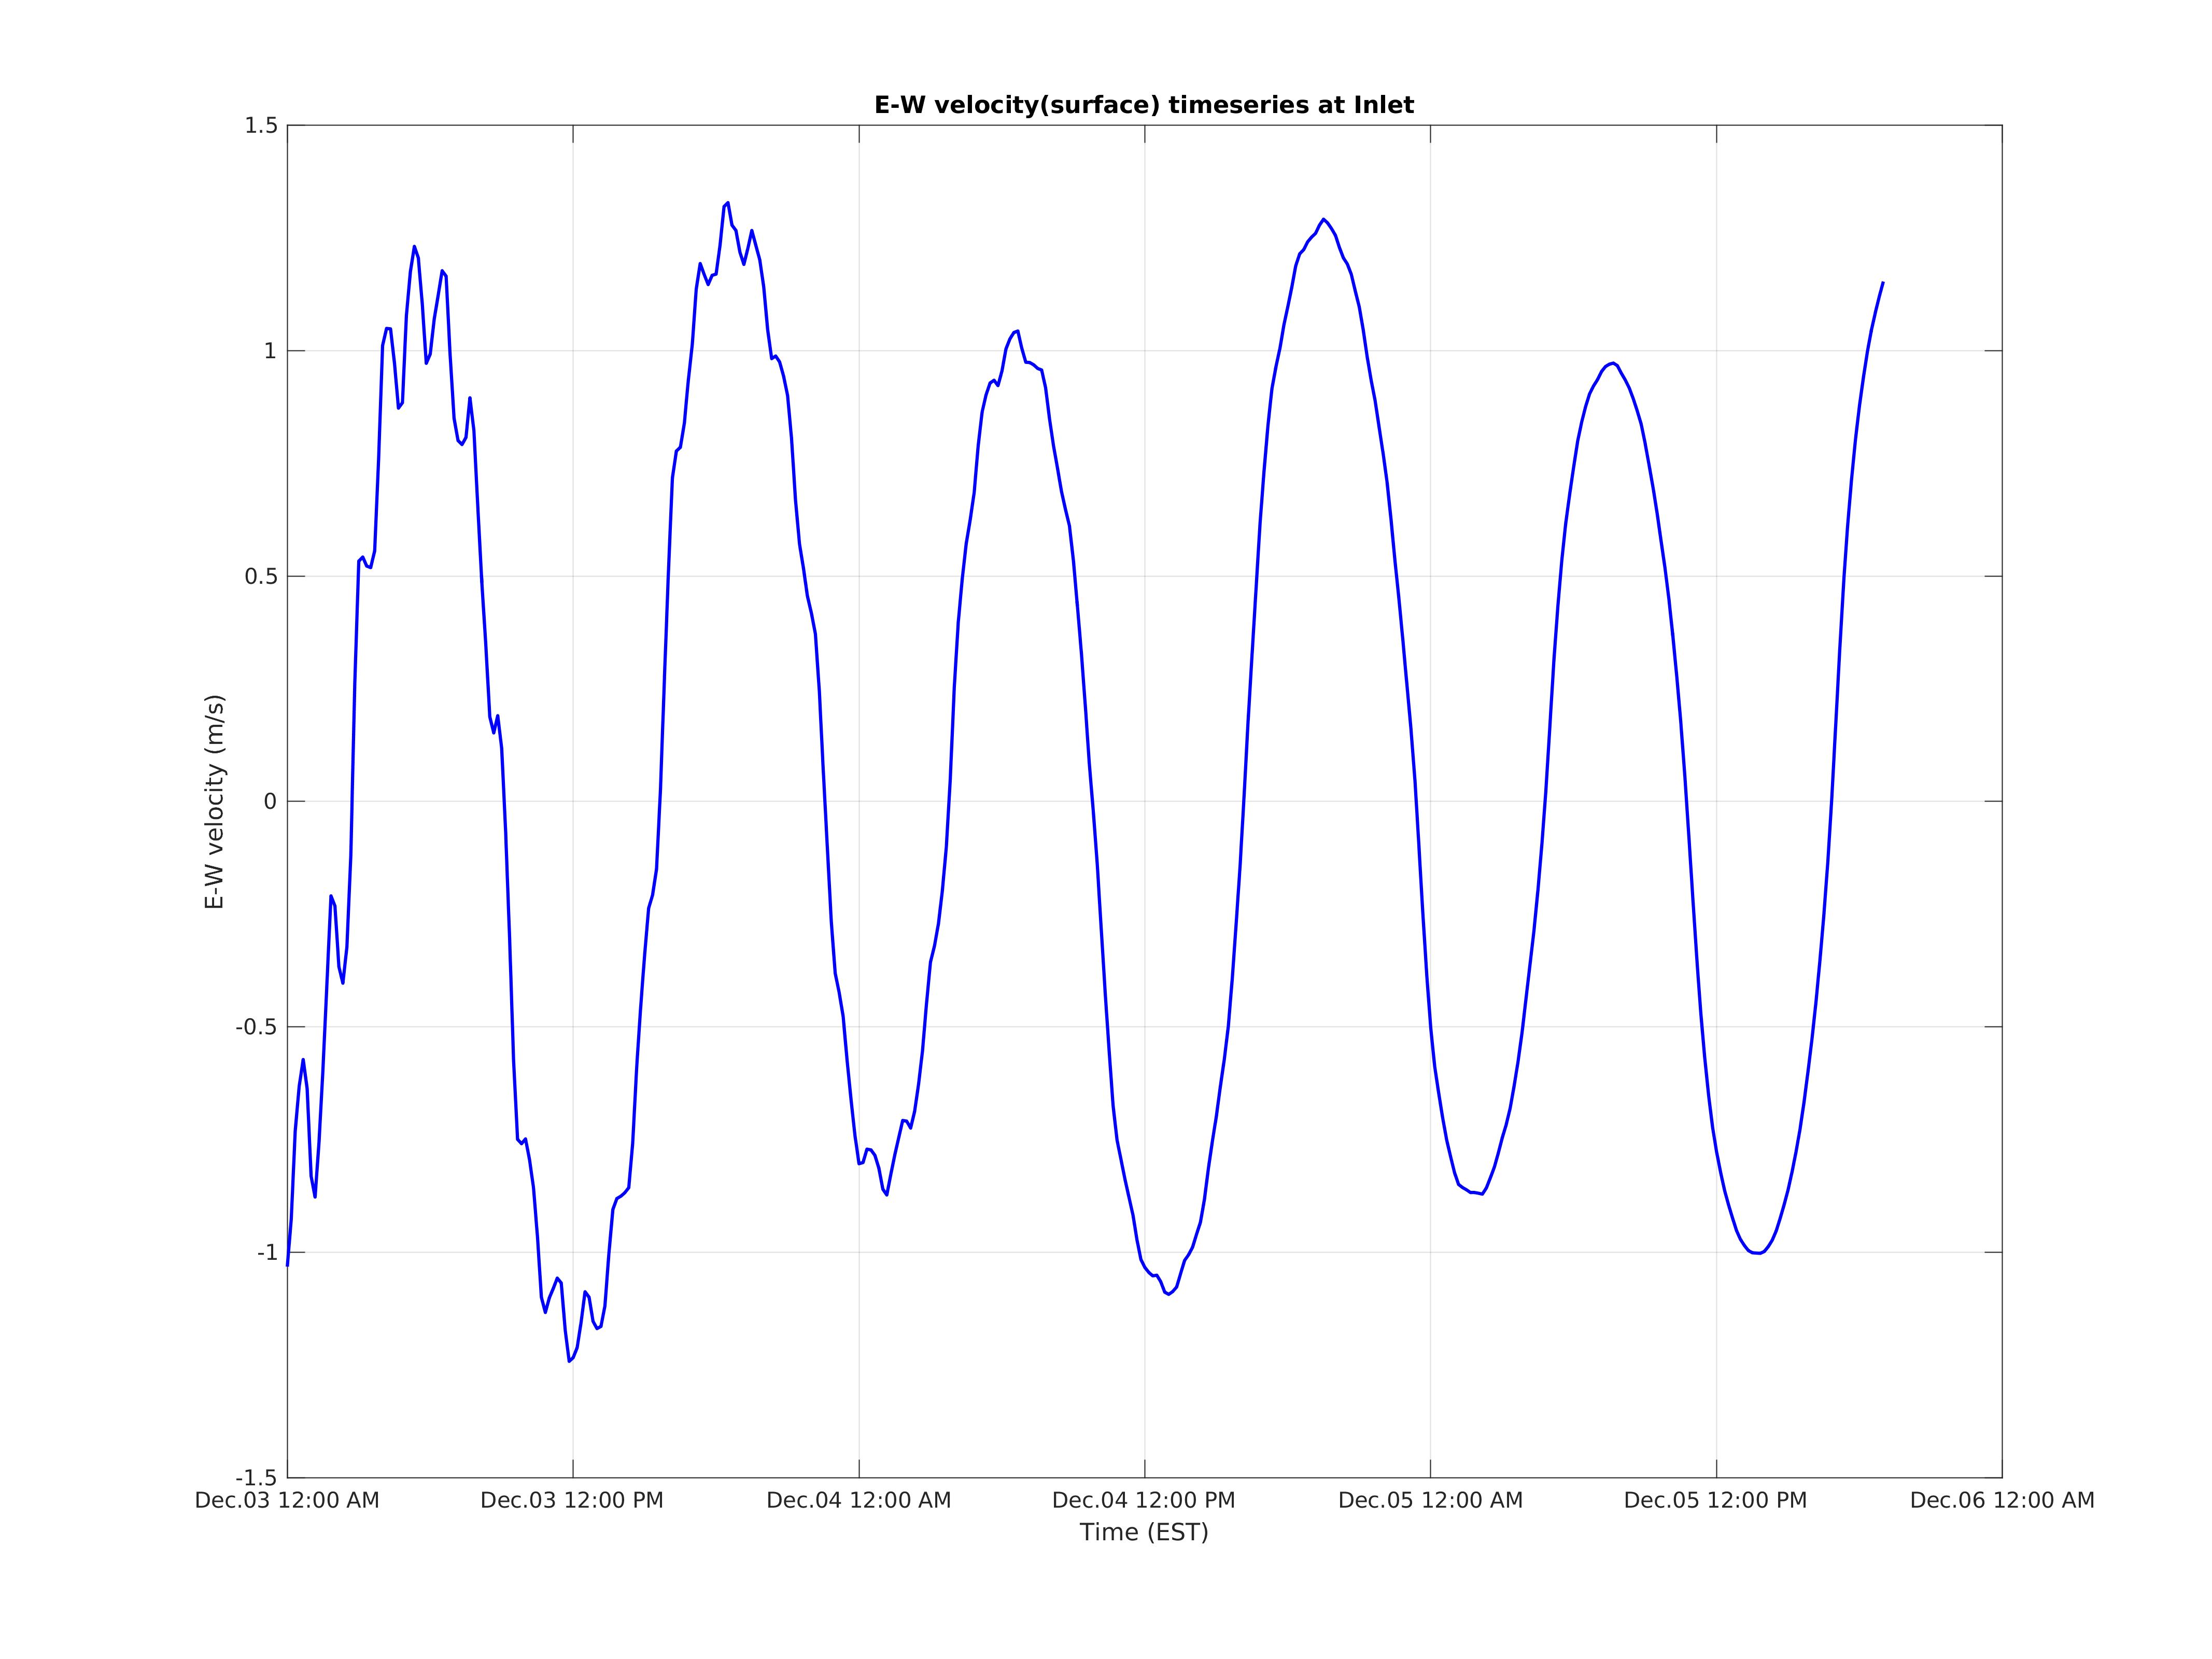 E-W velocity(surface) timeseries at Inlet
1.5
1
0.5
0
-0.5
-1
-1.5
E-W velocity (m/s)
Dec.03 12:00 AM
Dec.03 12:00 PM
Dec.04 12:00 AM
Dec.04 12:00 PM
Dec.05 12:00 AM
Dec.05 12:00 PM
Dec.06 12:00 AM
Time (EST)